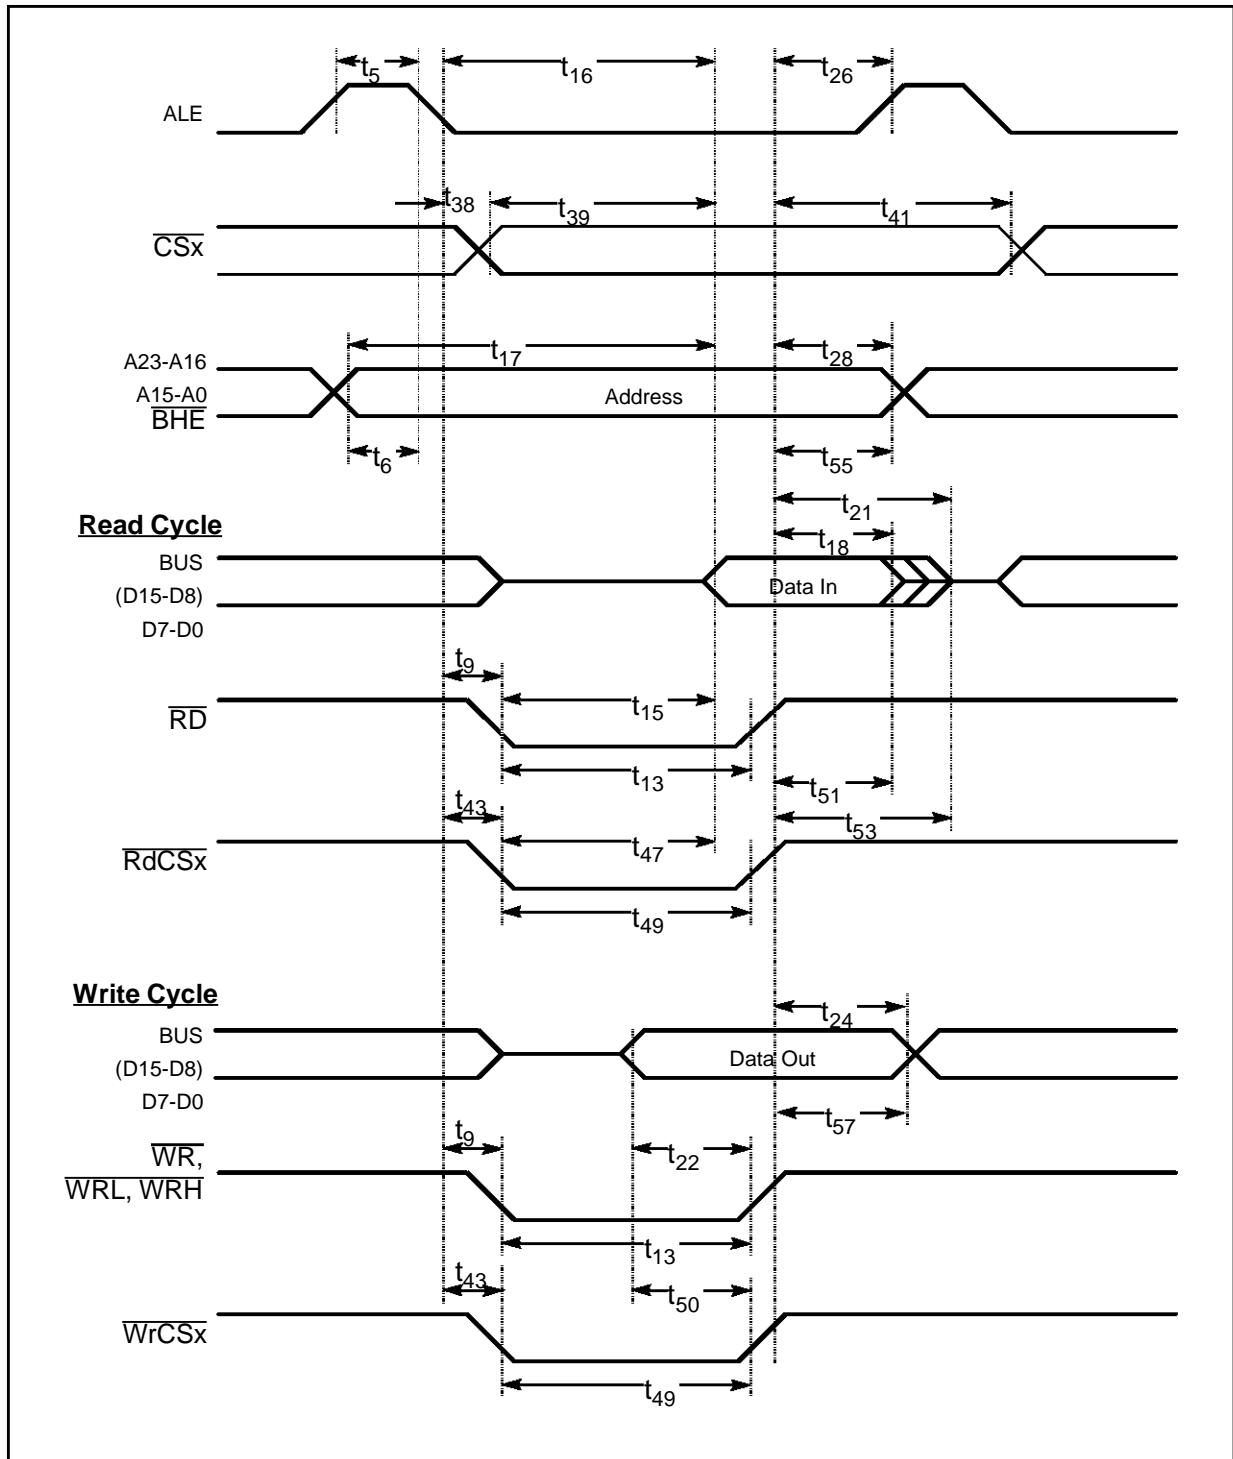 t5 t16 t26
ALE
t38 t39 t41
CSx
t17 t28
A23-A16
A15-A0 Address
BHE
t6 t55
t21
Read Cycle
t18
BUS
(D15-D8) Data In
D7-D0
t9
t15
RD
t13 t51
t43 t53
t47
RdCSx
t49
Write Cycle
t24
BUS
(D15-D8) Data Out
D7-D0
t57
t9 t22
WR,
WRL, WRH
t13
t43 t50
WrCSx
t49